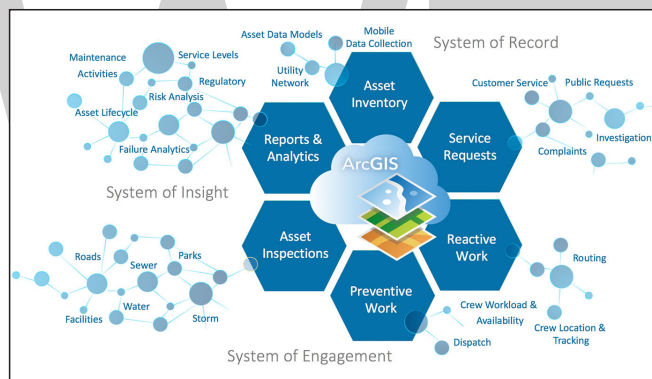 Asset Data Models
Mobile
Data Collection
Utility
Network
System of Record
Maintenance
Activities
Service Levels
Regulatory
Risk Analysis
Asset Lifecycle
Failure Analytics
Customer Service
Public Requests
Investigation
Complaints
Asset
Inventory
Reports &
Analytics
Service
Requests
ArcGIS
System of Insight
Asset
Inspections
Reactive
Work
Preventive
Work
Roads
Sewer
Parks
Water
Facilities
Storm
Routing
Crew Workload &
Availability
Crew Location &
Tracking
Dispatch
System of Engagement